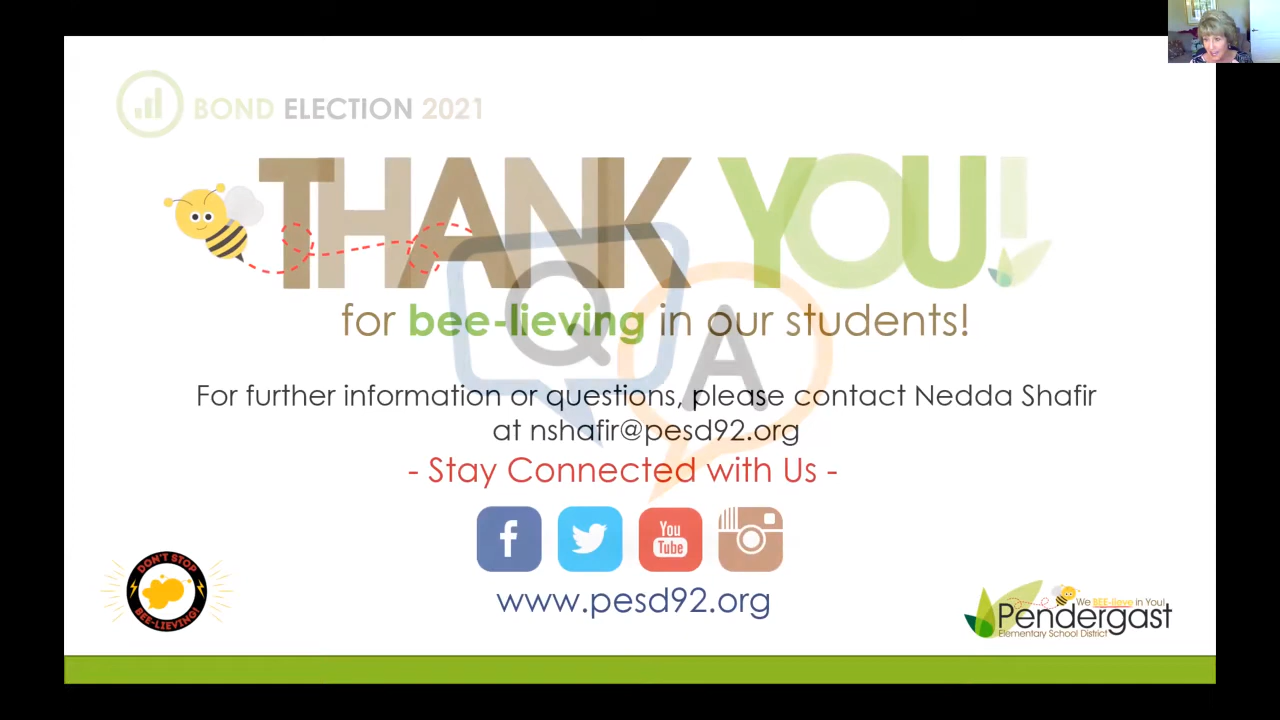 BOND ELECTION 2021
THANK YOU!
for bee-lieving in our students!
Q
A
For further information or questions, please contact Nedda Shafir
at nshafir@pesd92.org
- Stay Connected with Us -
f
You
Tube
www.pesd92.org
DON'T STOP
BEE-LIEVING!
We BEE-lieve in You!
Pendergast
Elementary School District